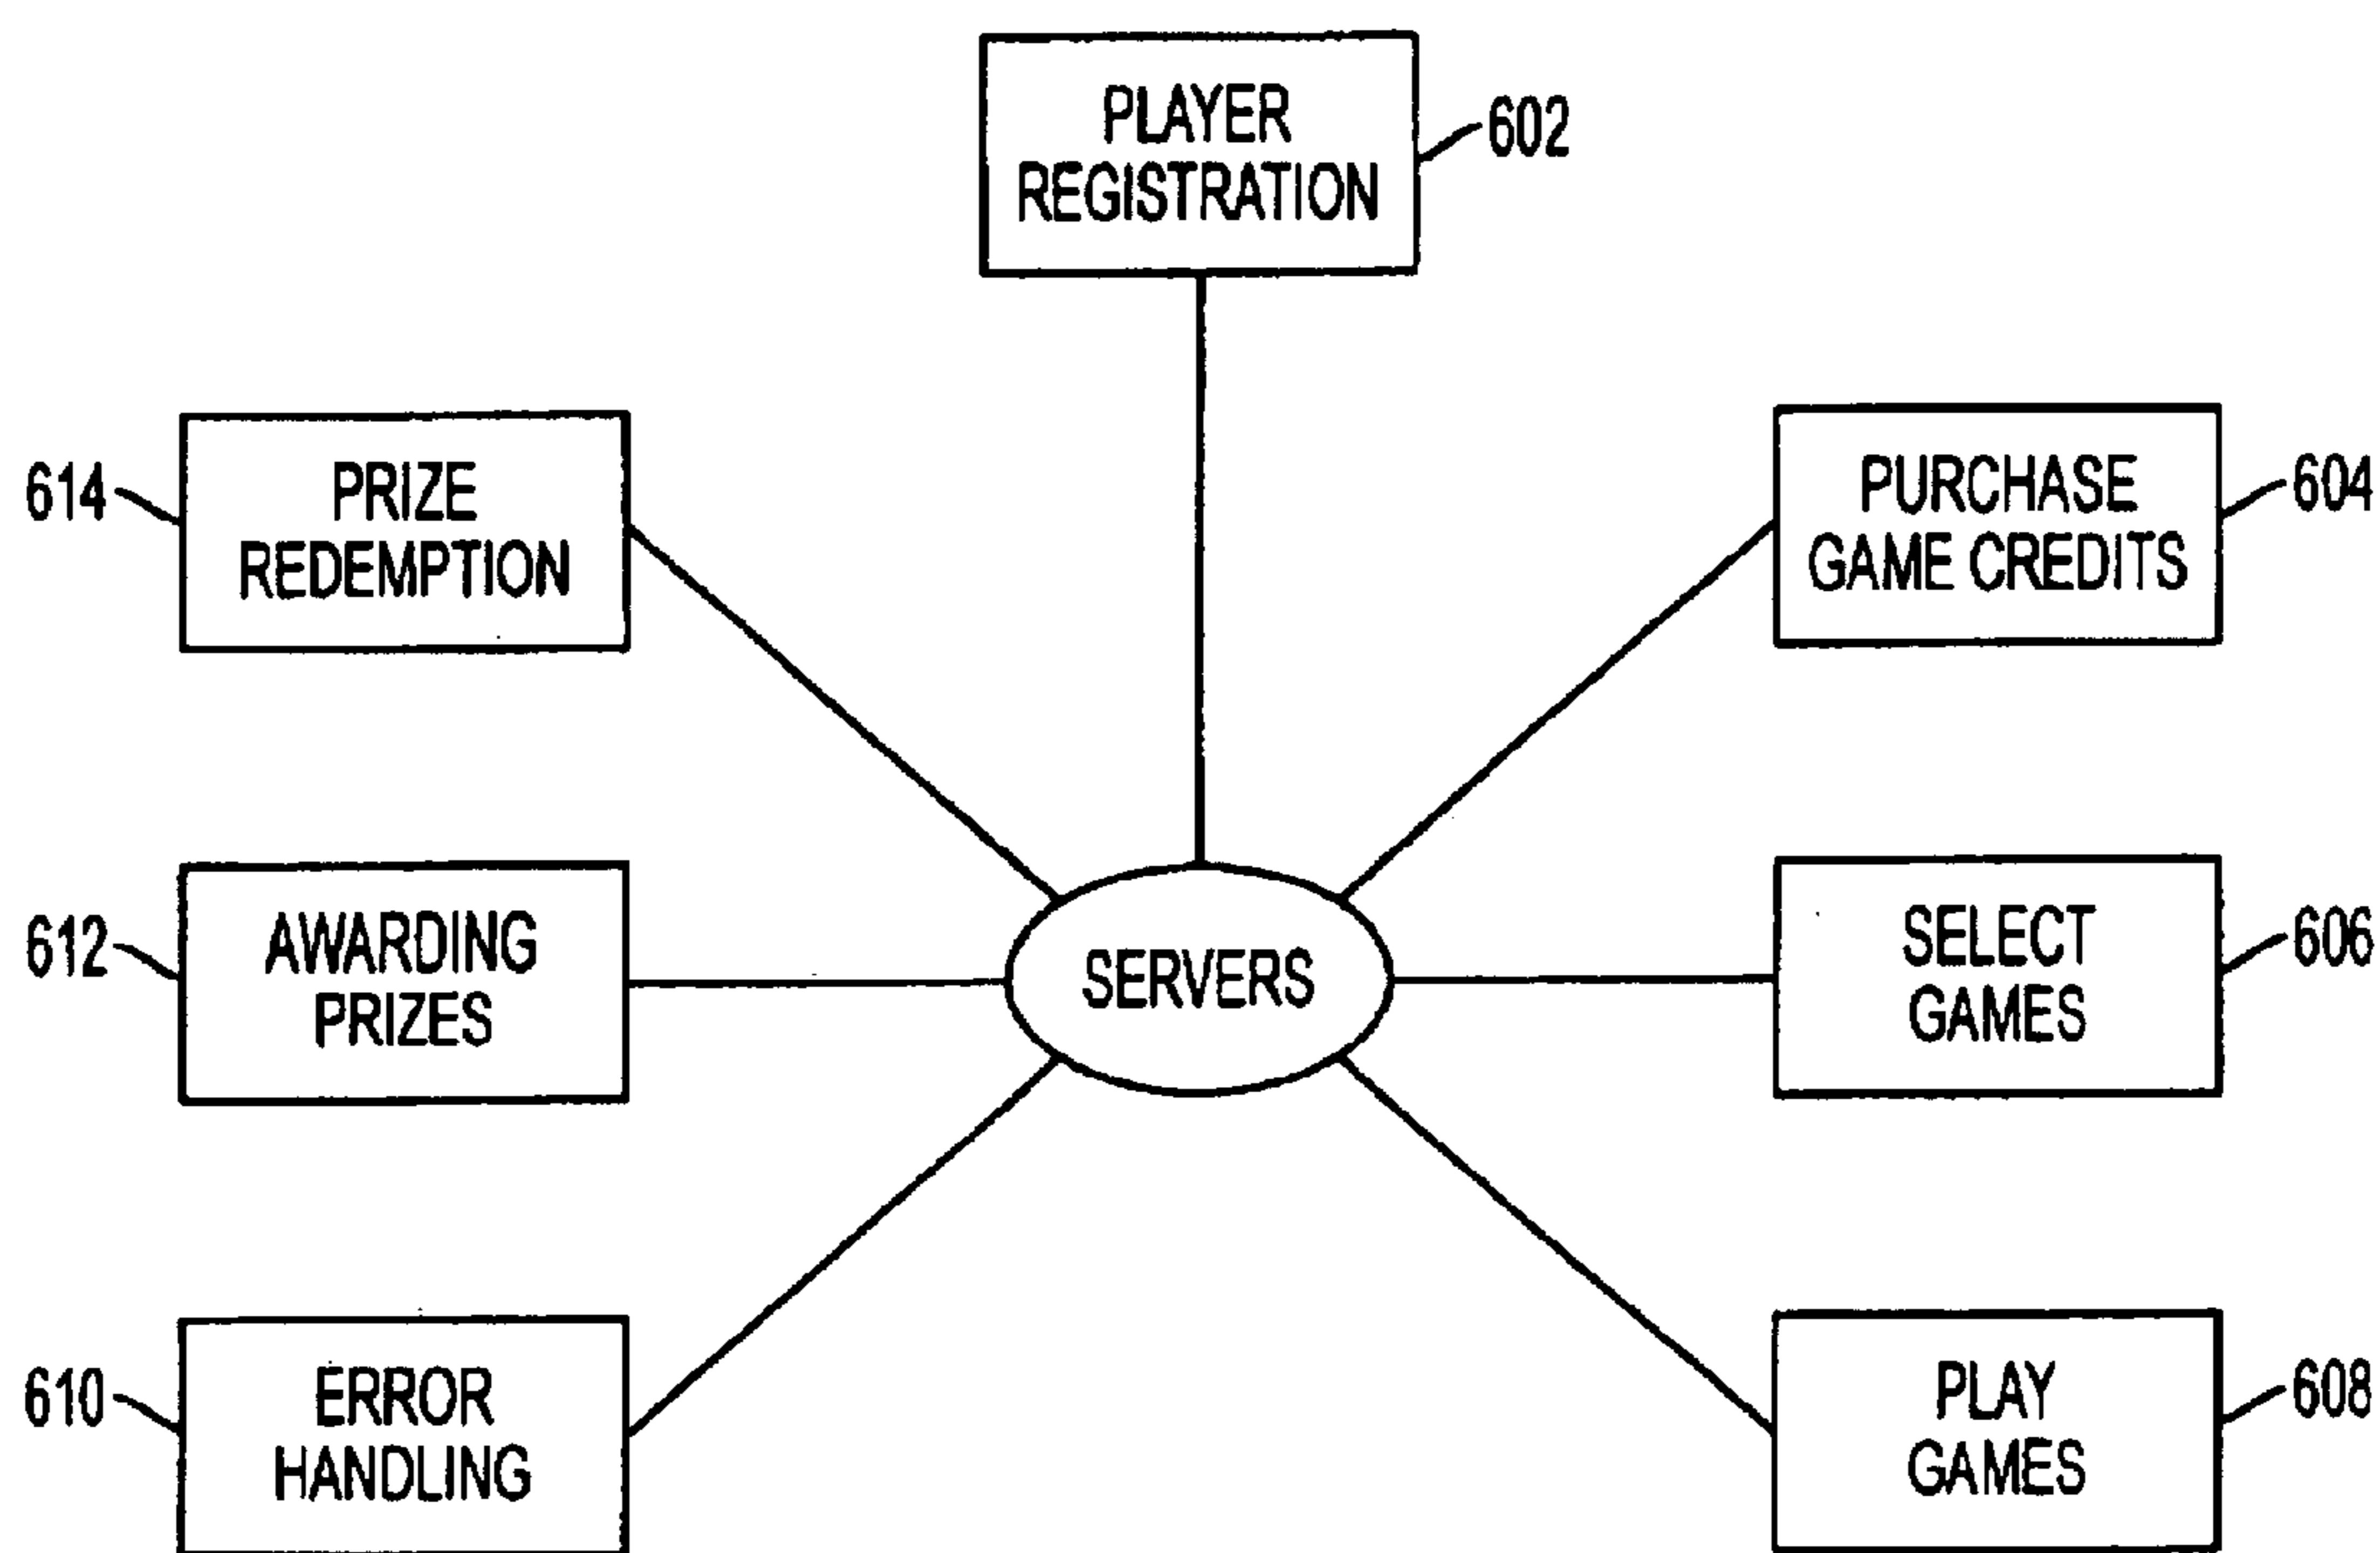 PLAYER
REGISTRATION
602
614
PRIZE
REDEMPTION
PURCHASE
GAME CREDITS
604
612
AWARDING
PRIZES
SERVERS
SELECT
GAMES
606
610
ERROR
HANDLING
PLAY
GAMES
608